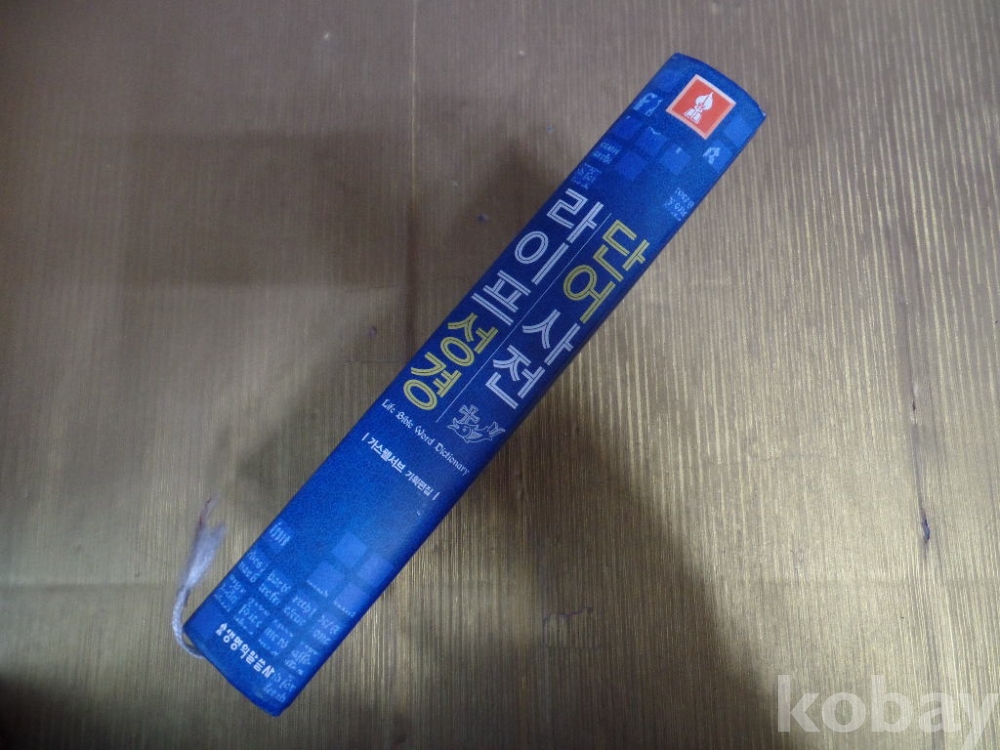 라이프성경
단어사전
Life Bible Word Dictionary
| 가스펠서브 기획편집 |
생명의말씀사
kobay